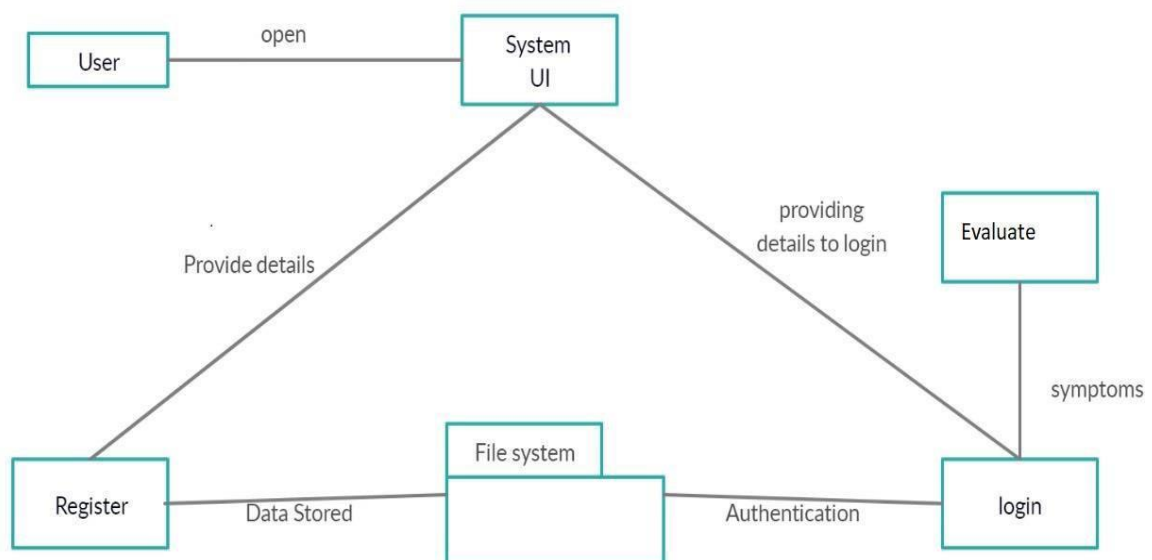 open
User
System
UI
providing
details to login
Evaluate
Provide details
symptoms
File system
Register
Data Stored
Authentication
login